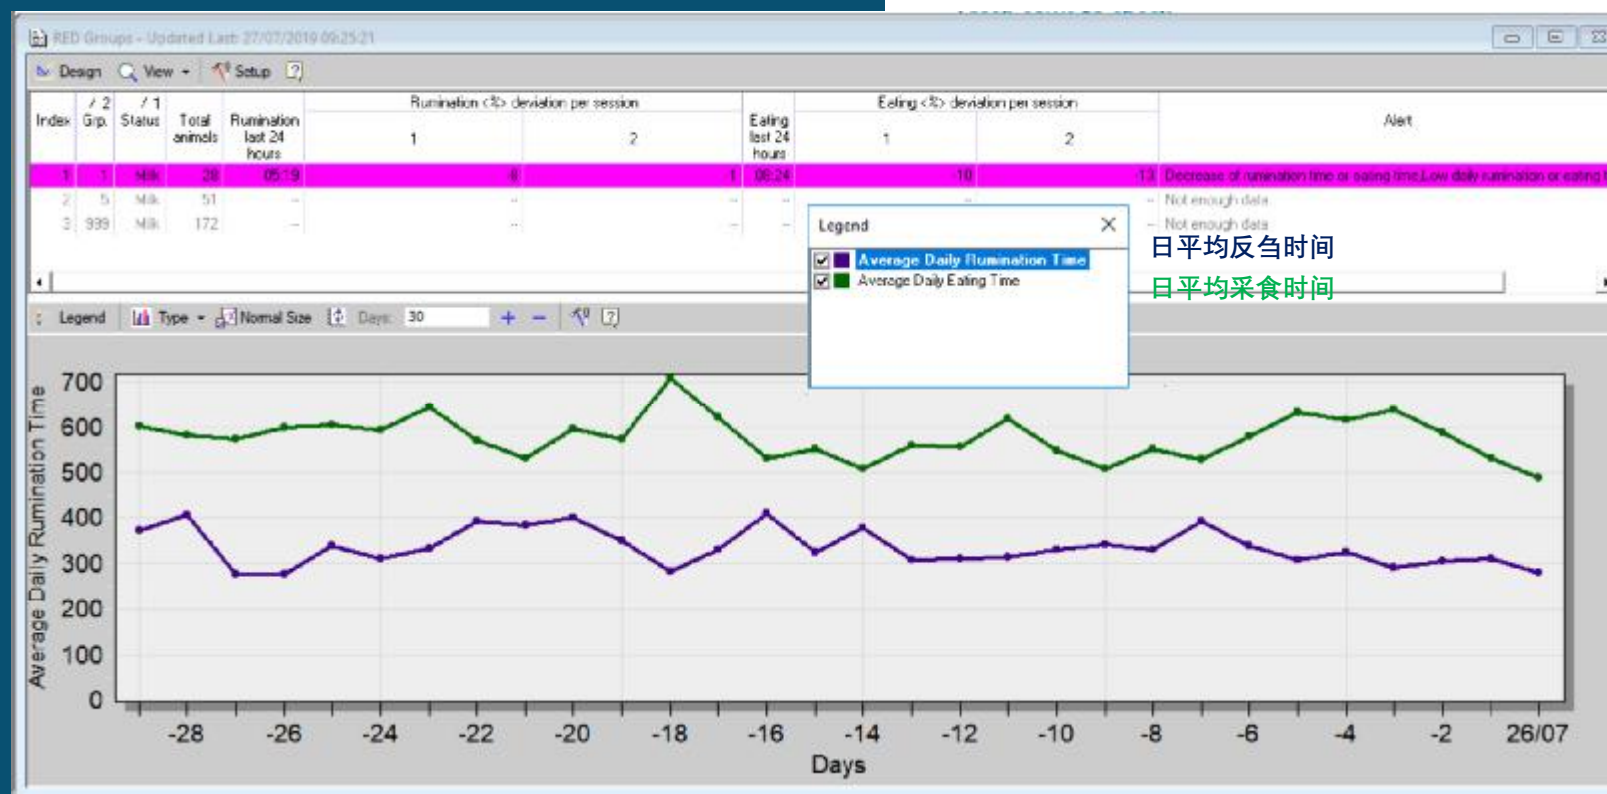 RED Groups - Updated Last: 27/07/2019 09:25:21
Design View Setup
Index / 2 Grp. / 1 Status Total animals Rumination last 24 hours Rumination <%> deviation per session 1 2 Eating last 24 hours Eating <%> deviation per session 1 2 Alert
1 1 Milk 28 05:19 -8 -1 08:24 -10 -13 Decrease of rumination time or eating time,Low daily rumination or eating
2 5 Milk 51 -- -- -- -- -- -- Not enough data
3 999 Milk 172 -- -- -- -- -- -- Not enough data
Legend
Average Daily Rumination Time
Average Daily Eating Time
日平均反刍时间
日平均采食时间
Legend Type Normal Size Days: 30
Average Daily Rumination Time
700
600
500
400
300
200
100
0
-28 -26 -24 -22 -20 -18 -16 -14 -12 -10 -8 -6 -4 -2 26/07
Days